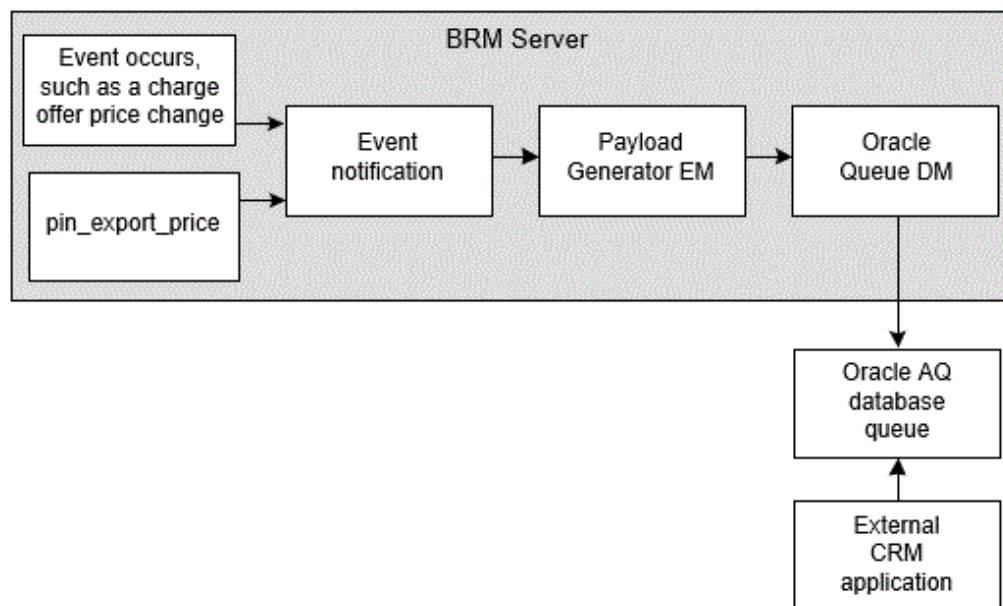 BRM Server
Event occurs,
such as a charge
offer price change
pin_export_price
Event
notification
Payload
Generator EM
Oracle
Queue DM
Oracle AQ
database
queue
External
CRM
application